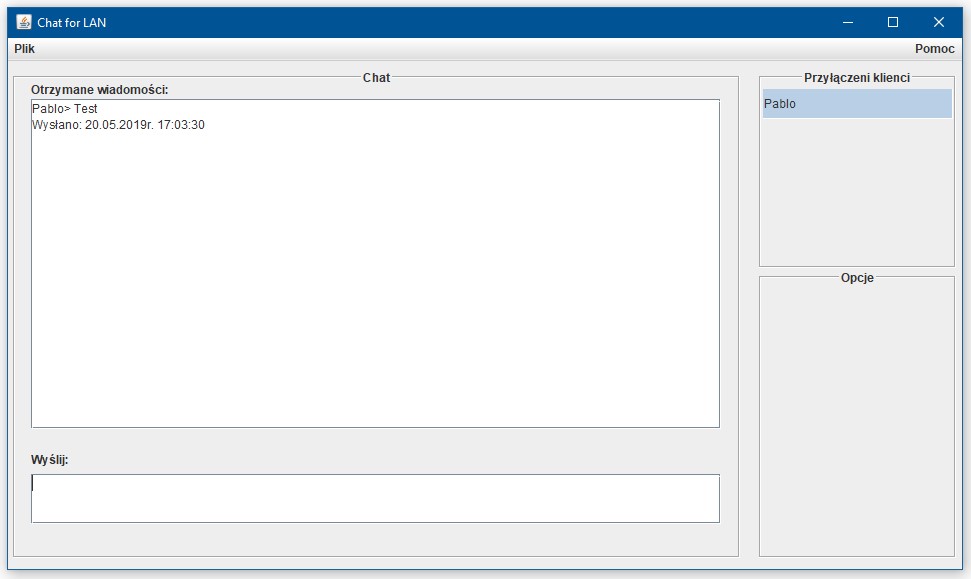 Chat for LAN
Plik
Pomoc
Chat
Otrzymane wiadomości:
Pablo> Test
Wysłano: 20.05.2019r. 17:03:30
Wyślij:
Przyłączeni klienci
Pablo
Opcje